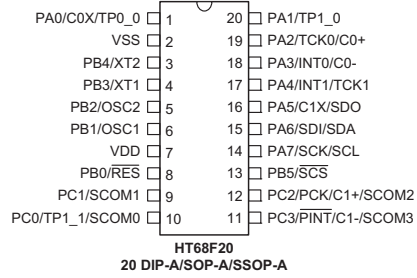 PA0/C0X/TP0_0 1 20 PA1/TP1_0
VSS 2 19 PA2/TCK0/C0+
PB4/XT2 3 18 PA3/INT0/C0-
PB3/XT1 4 17 PA4/INT1/TCK1
PB2/OSC2 5 16 PA5/C1X/SDO
PB1/OSC1 6 15 PA6/SDI/SDA
VDD 7 14 PA7/SCK/SCL
PB0/RES 8 13 PB5/SCS
PC1/SCOM1 9 12 PC2/PCK/C1+/SCOM2
PC0/TP1_1/SCOM0 10 11 PC3/PINT/C1-/SCOM3
HT68F20
20 DIP-A/SOP-A/SSOP-A